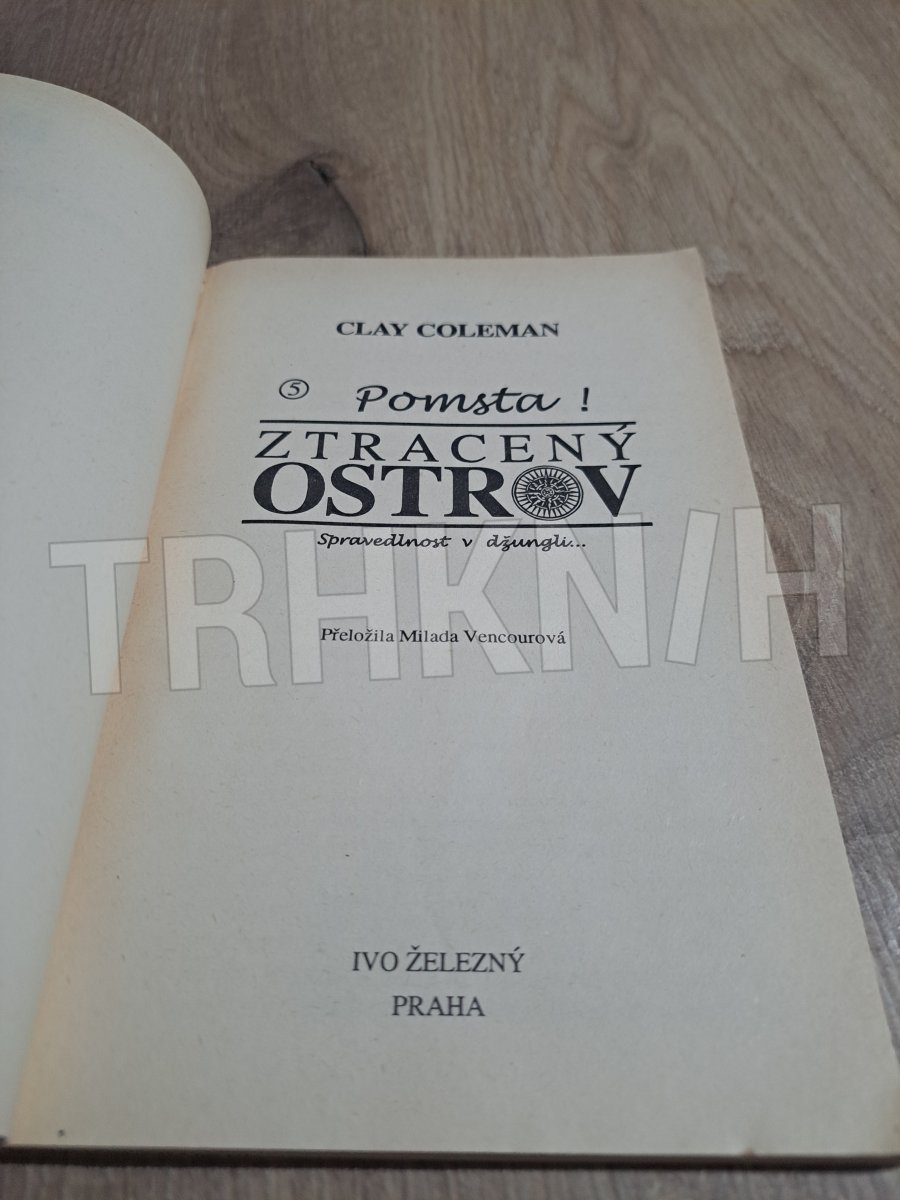 CLAY COLEMAN
⑤ Pomsta !
ZTRACENÝ
OSTROV
Spravedlnost v džungli...
TRHKNIH
Přeložila Milada Vencourová
IVO ŽELEZNÝ
PRAHA